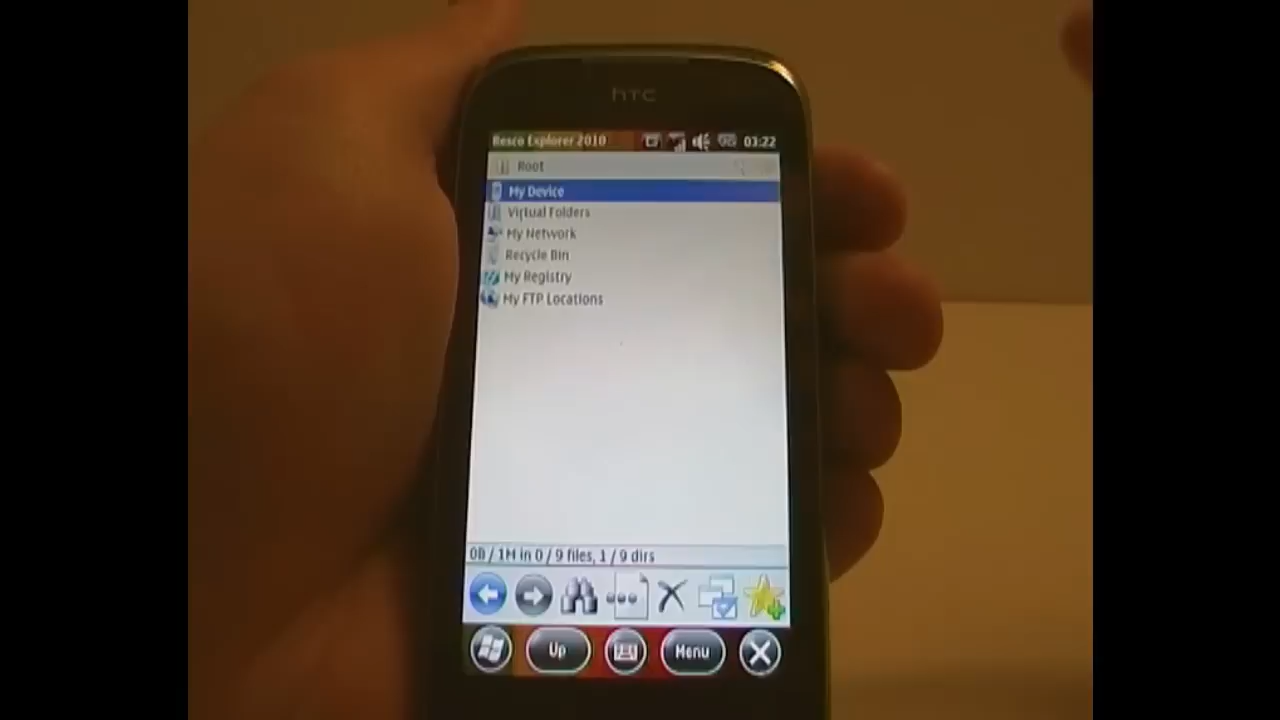 hTC
Resco Explorer 2010 03:22
Root
My Device
Virtual Folders
My Network
Recycle Bin
My Registry
My FTP Locations
0B / 1M in 0 / 9 files, 1 / 9 dirs
Up Menu